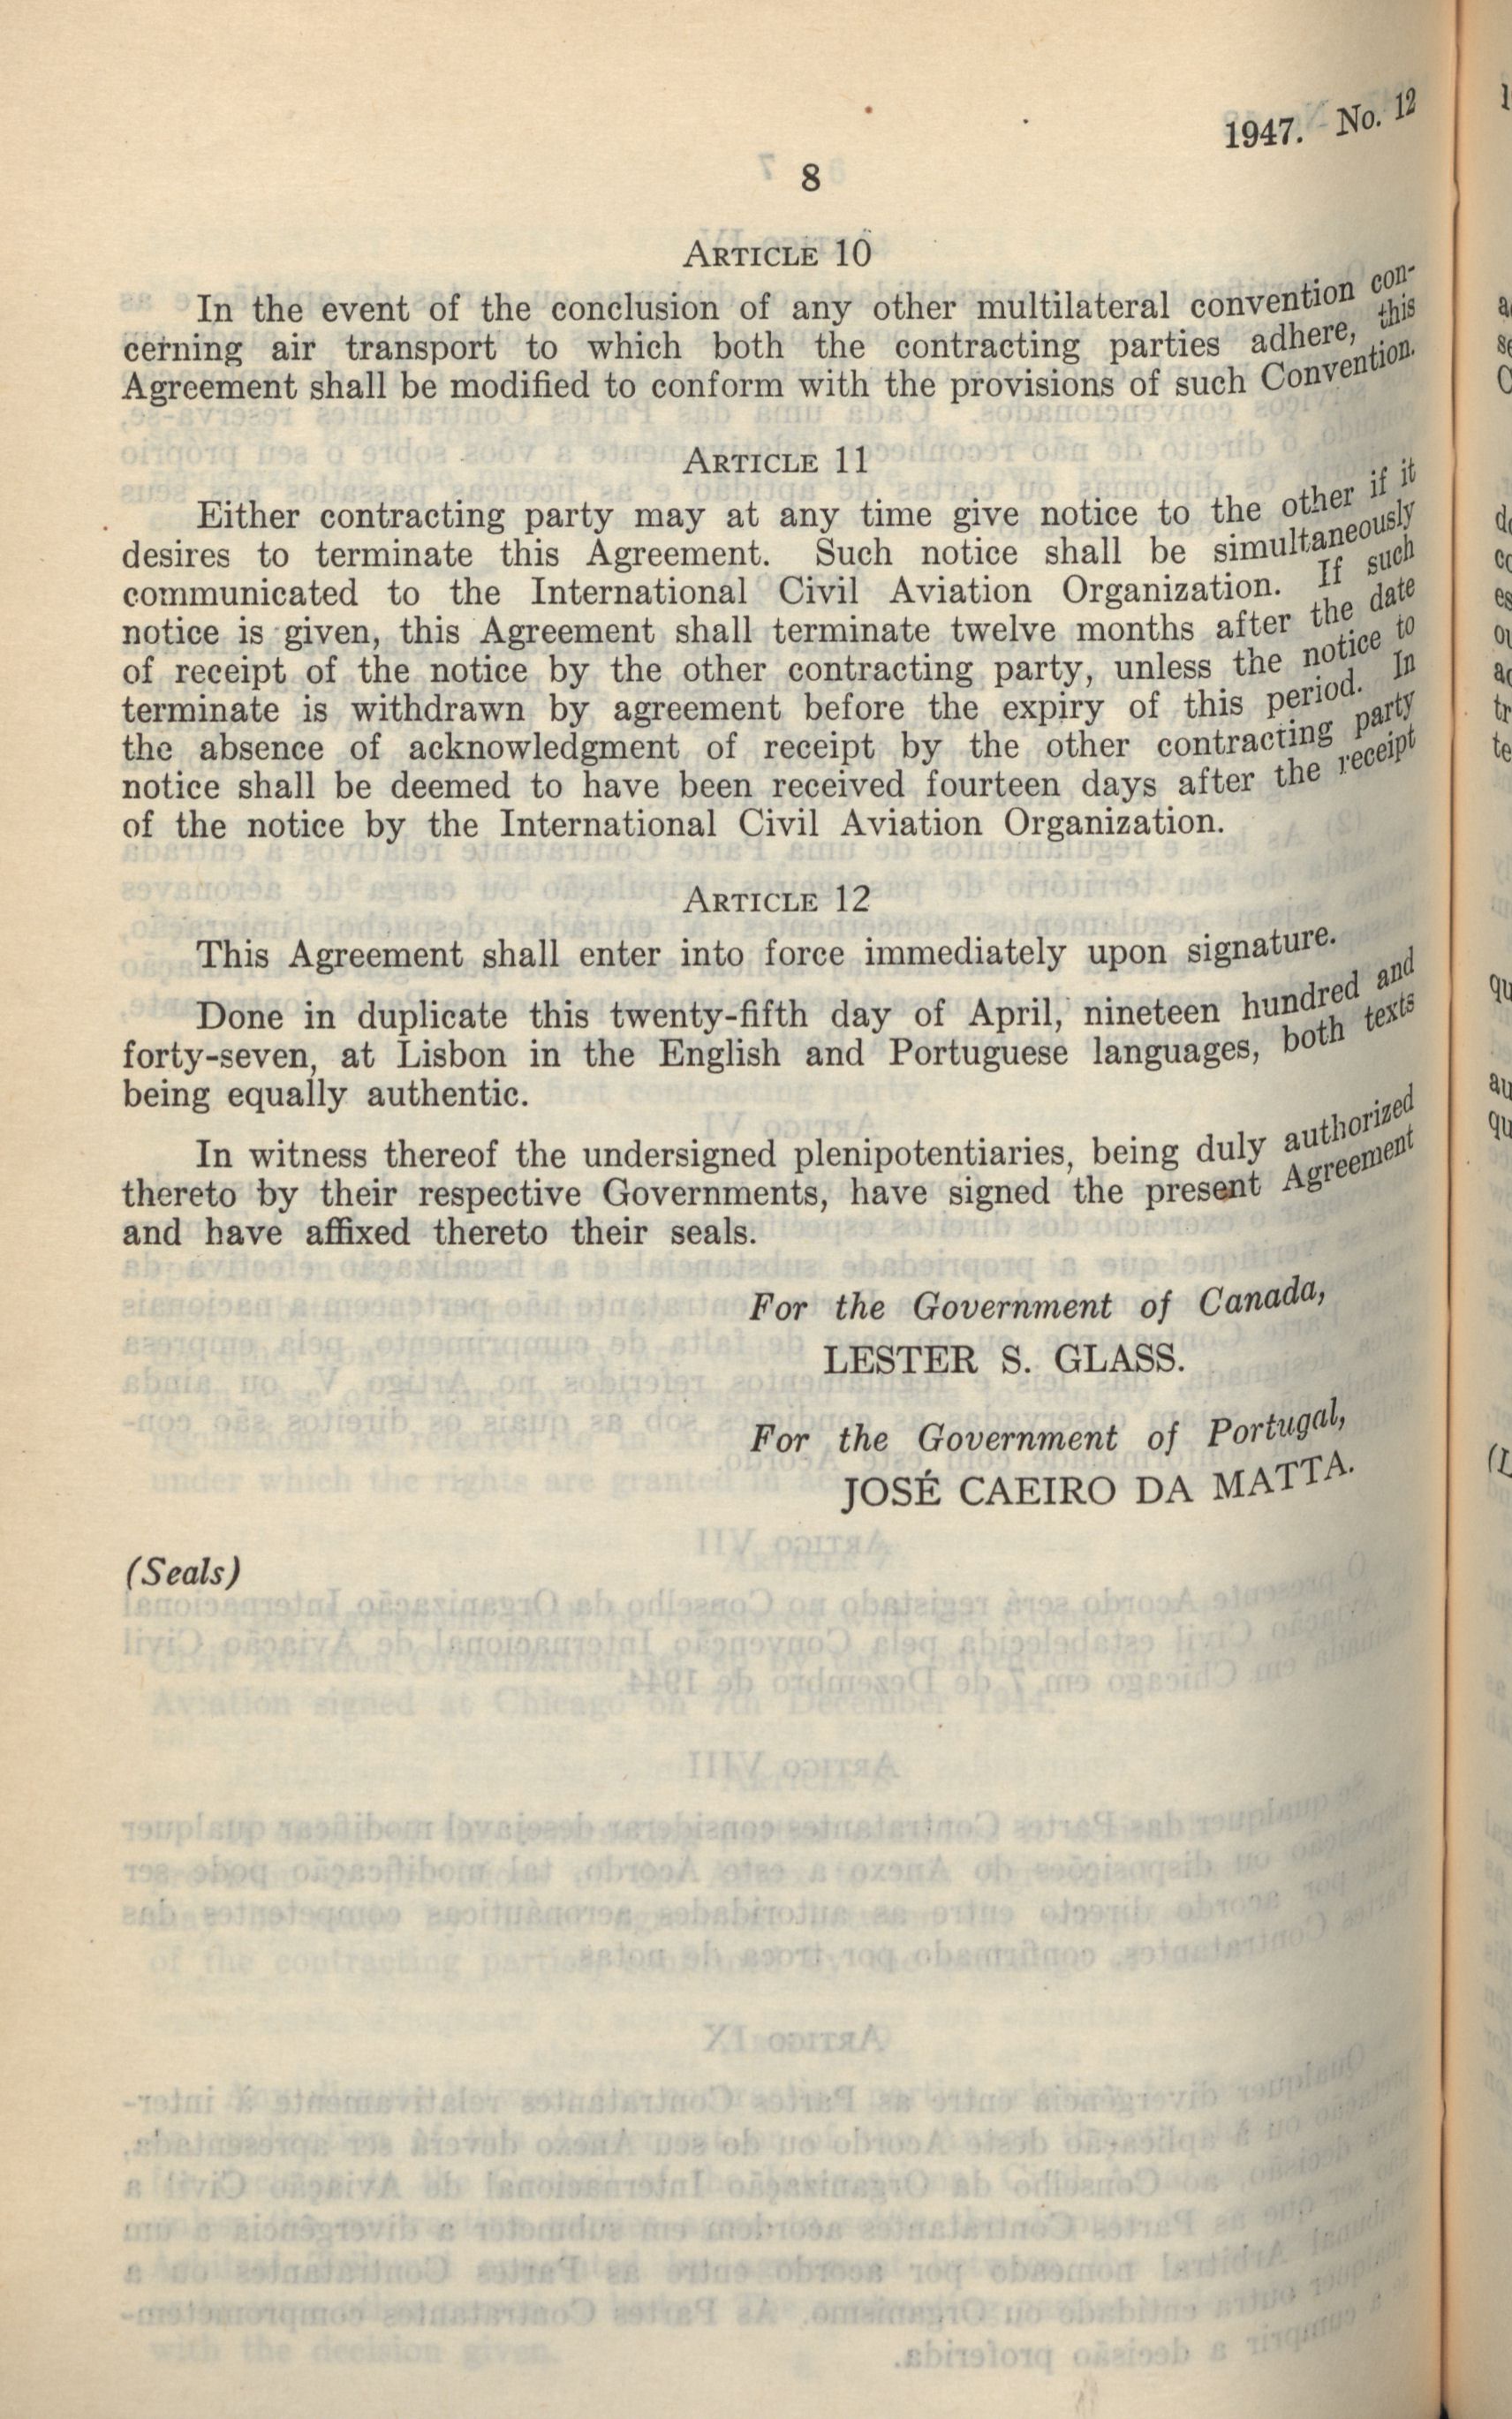 1947. No. 12
8
ARTICLE 10
In the event of the conclusion of any other multilateral convention con-
cerning air transport to which both the contracting parties adhere, this
Agreement shall be modified to conform with the provisions of such Convention.
ARTICLE 11
Either contracting party may at any time give notice to the other if it
desires to terminate this Agreement. Such notice shall be simultaneously
communicated to the International Civil Aviation Organization. If such
notice is given, this Agreement shall terminate twelve months after the date
of receipt of the notice by the other contracting party, unless the notice to
terminate is withdrawn by agreement before the expiry of this period. In
the absence of acknowledgment of receipt by the other contracting party
notice shall be deemed to have been received fourteen days after the receipt
of the notice by the International Civil Aviation Organization.
ARTICLE 12
This Agreement shall enter into force immediately upon signature.
Done in duplicate this twenty-fifth day of April, nineteen hundred and
forty-seven, at Lisbon in the English and Portuguese languages, both texts
being equally authentic.
In witness thereof the undersigned plenipotentiaries, being duly authorized
thereto by their respective Governments, have signed the present Agreement
and have affixed thereto their seals.
For the Government of Canada,
LESTER S. GLASS.
For the Government of Portugal,
JOSÉ CAEIRO DA MATTA.
(Seals)